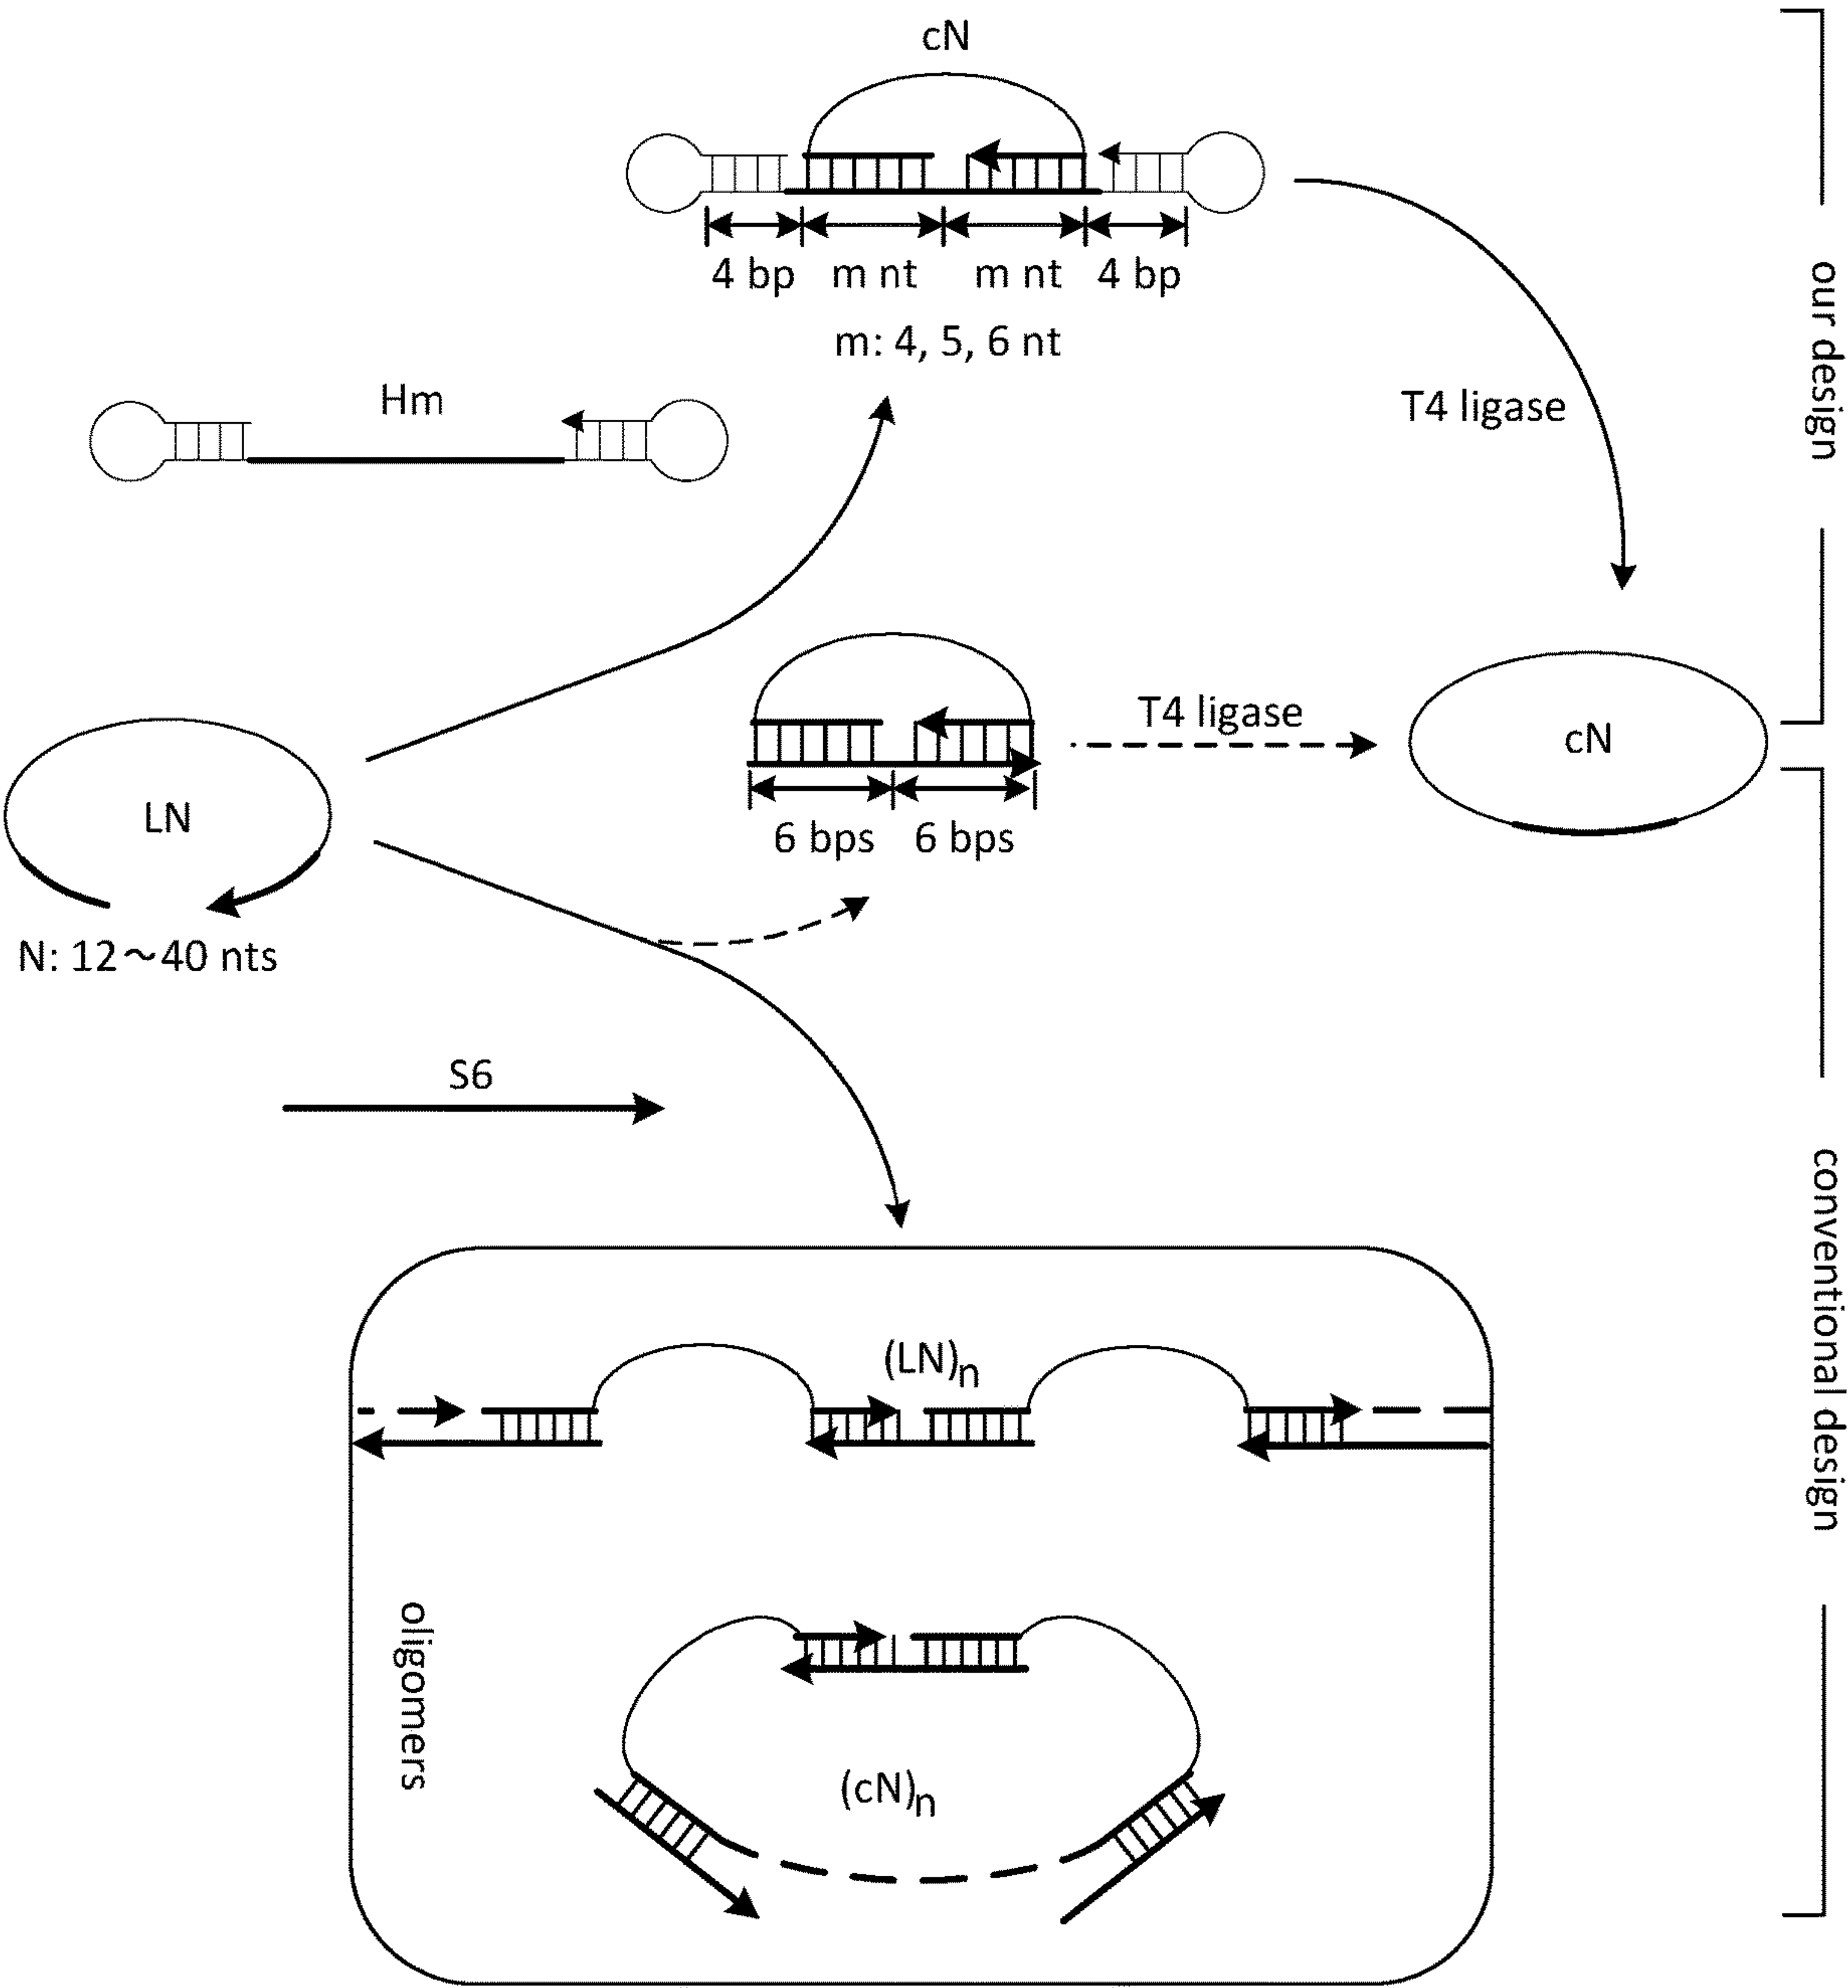 cN
4 bp m nt m nt 4 bp
m: 4, 5, 6 nt
our design
Hm
T4 ligase
T4 ligase
cN
LN
6 bps 6 bps
N: 12~40 nts
S6
conventional design
(LN)n
oligomers
(cN)n